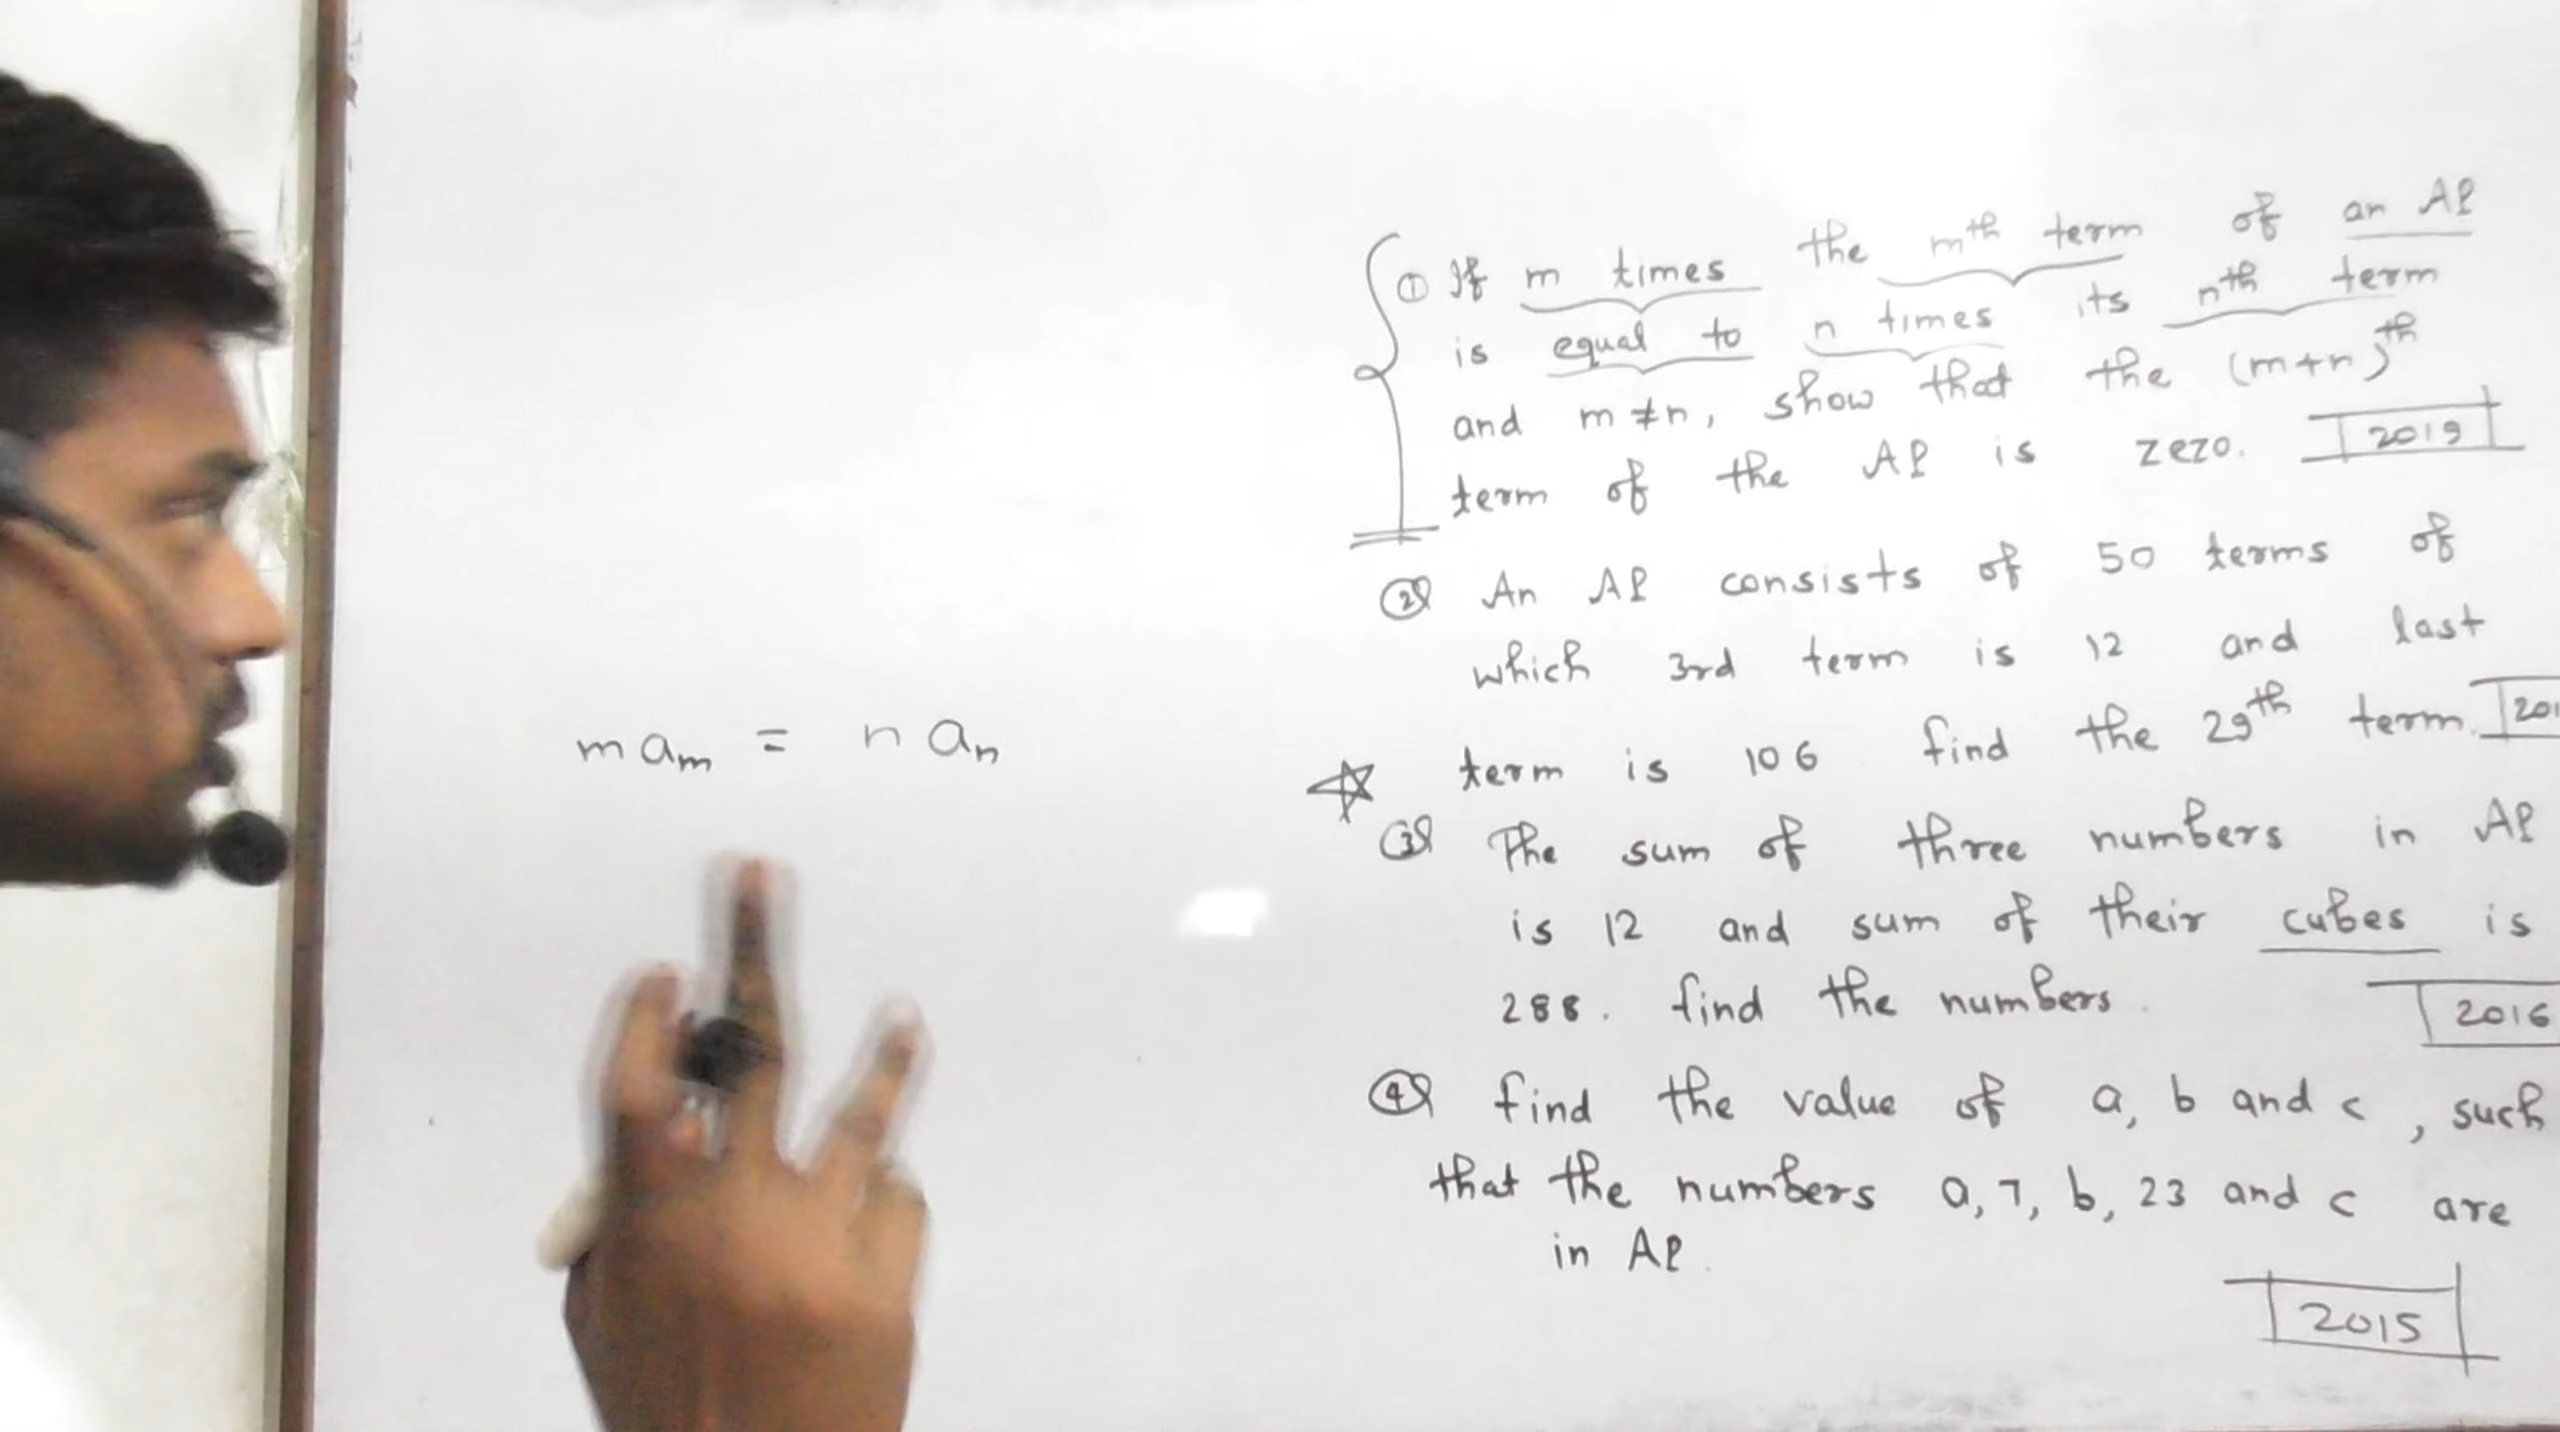 ① If m times the mth term of an AP
is equal to n times its nth term
and m≠n, show that the (m+n)th
term of the AP is zero. 2019
② An AP consists of 50 terms of
which 3rd term is 12 and last
term is 106 find the 29th term.
③ The sum of three numbers in AP
is 12 and sum of their cubes is
288. find the numbers. 2016
④ find the value of a, b and c, such
that the numbers a, 7, b, 23 and c are
in AP.
2015
m aₘ = n aₙ